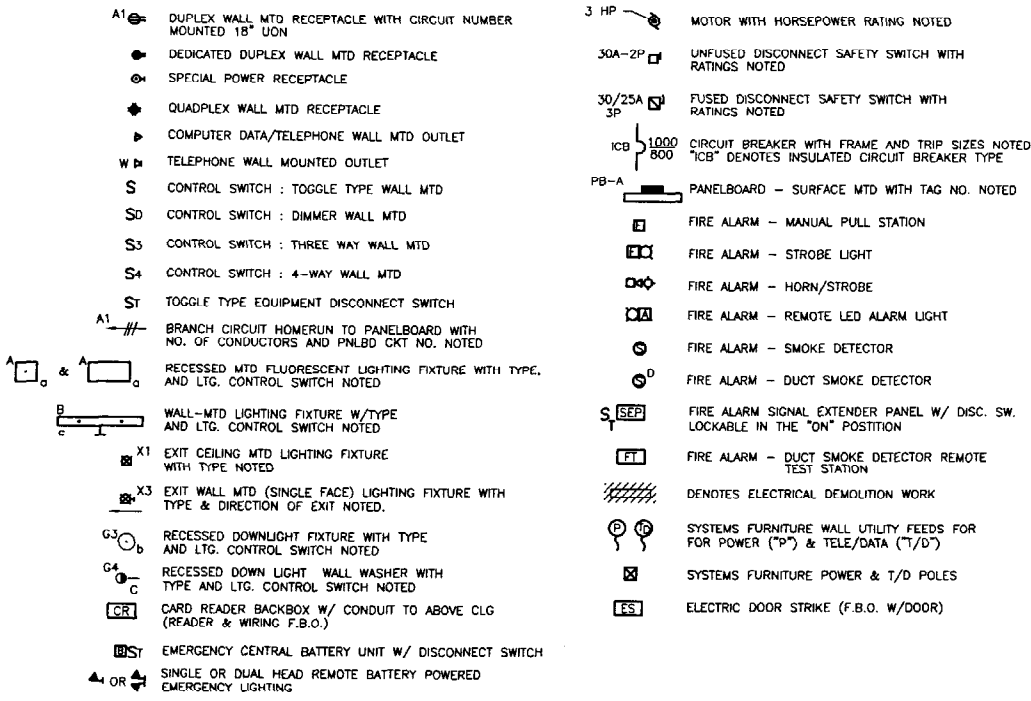 A1 DUPLEX WALL MTD RECEPTACLE WITH CIRCUIT NUMBER
MOUNTED 18" UON
DEDICATED DUPLEX WALL MTD RECEPTACLE
SPECIAL POWER RECEPTACLE
QUADPLEX WALL MTD RECEPTACLE
COMPUTER DATA/TELEPHONE WALL MTD OUTLET
W TELEPHONE WALL MOUNTED OUTLET
S CONTROL SWITCH : TOGGLE TYPE WALL MTD
SD CONTROL SWITCH : DIMMER WALL MTD
S3 CONTROL SWITCH : THREE WAY WALL MTD
S4 CONTROL SWITCH : 4-WAY WALL MTD
ST TOGGLE TYPE EQUIPMENT DISCONNECT SWITCH
A1 BRANCH CIRCUIT HOMERUN TO PANELBOARD WITH
NO. OF CONDUCTORS AND PNLBD CKT NO. NOTED
A a & A a RECESSED MTD FLUORESCENT LIGHTING FIXTURE WITH TYPE,
AND LTG. CONTROL SWITCH NOTED
B WALL-MTD LIGHTING FIXTURE W/TYPE
c AND LTG. CONTROL SWITCH NOTED
X1 EXIT CEILING MTD LIGHTING FIXTURE
WITH TYPE NOTED
X3 EXIT WALL MTD (SINGLE FACE) LIGHTING FIXTURE WITH
TYPE & DIRECTION OF EXIT NOTED.
G3 b RECESSED DOWNLIGHT FIXTURE WITH TYPE
AND LTG. CONTROL SWITCH NOTED
G4 RECESSED DOWN LIGHT WALL WASHER WITH
C TYPE AND LTG. CONTROL SWITCH NOTED
CR CARD READER BACKBOX W/ CONDUIT TO ABOVE CLG
(READER & WIRING F.B.O.)
B ST EMERGENCY CENTRAL BATTERY UNIT W/ DISCONNECT SWITCH
OR SINGLE OR DUAL HEAD REMOTE BATTERY POWERED
EMERGENCY LIGHTING
3 HP MOTOR WITH HORSEPOWER RATING NOTED
30A-2P UNFUSED DISCONNECT SAFETY SWITCH WITH
RATINGS NOTED
30/25A FUSED DISCONNECT SAFETY SWITCH WITH
3P RATINGS NOTED
ICB 1000 CIRCUIT BREAKER WITH FRAME AND TRIP SIZES NOTED
800 "ICB" DENOTES INSULATED CIRCUIT BREAKER TYPE
PB-A PANELBOARD - SURFACE MTD WITH TAG NO. NOTED
F FIRE ALARM - MANUAL PULL STATION
F FIRE ALARM - STROBE LIGHT
FIRE ALARM - HORN/STROBE
A FIRE ALARM - REMOTE LED ALARM LIGHT
S FIRE ALARM - SMOKE DETECTOR
S D FIRE ALARM - DUCT SMOKE DETECTOR
ST SEP FIRE ALARM SIGNAL EXTENDER PANEL W/ DISC. SW.
LOCKABLE IN THE "ON" POSTITION
FT FIRE ALARM - DUCT SMOKE DETECTOR REMOTE
TEST STATION
DENOTES ELECTRICAL DEMOLITION WORK
P TD SYSTEMS FURNITURE WALL UTILITY FEEDS FOR
FOR POWER ("P") & TELE/DATA ("T/D")
SYSTEMS FURNITURE POWER & T/D POLES
ES ELECTRIC DOOR STRIKE (F.B.O. W/DOOR)